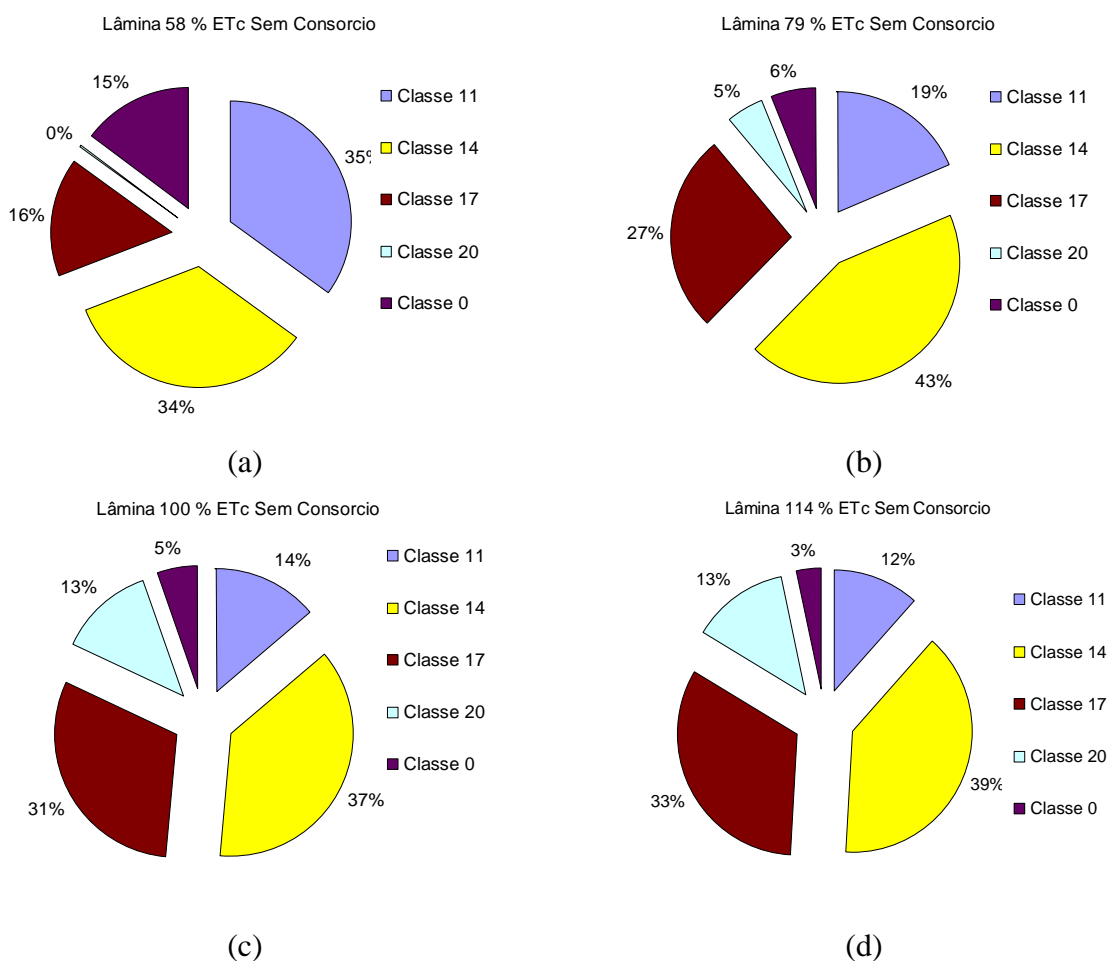 Lâmina 58 % ETc Sem Consorcio
15%
0%
16%
34%
35%
Classe 11
Classe 14
Classe 17
Classe 20
Classe 0
(a)
Lâmina 79 % ETc Sem Consorcio
6%
5%
19%
27%
43%
Classe 11
Classe 14
Classe 17
Classe 20
Classe 0
(b)
Lâmina 100 % ETc Sem Consorcio
5%
14%
13%
31%
37%
Classe 11
Classe 14
Classe 17
Classe 20
Classe 0
(c)
Lâmina 114 % ETc Sem Consorcio
3%
12%
13%
33%
39%
Classe 11
Classe 14
Classe 17
Classe 20
Classe 0
(d)